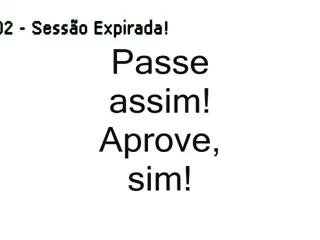 02 - Sessão Expirada!
Passe
assim!
Aprove,
sim!